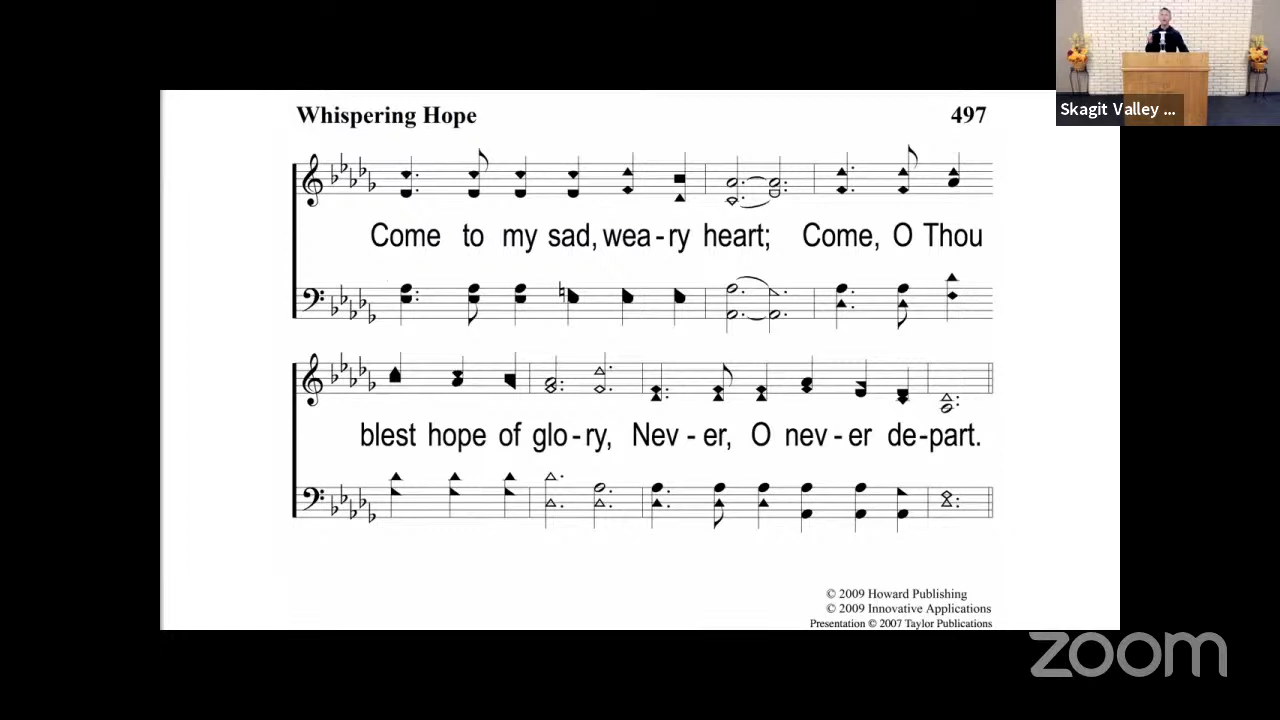 Skagit Valley ...
Whispering Hope 497
Come to my sad, wea-ry heart; Come, O Thou
blest hope of glo-ry, Nev-er, O nev-er de-part.
© 2009 Howard Publishing
© 2009 Innovative Applications
Presentation © 2007 Taylor Publications
zoom